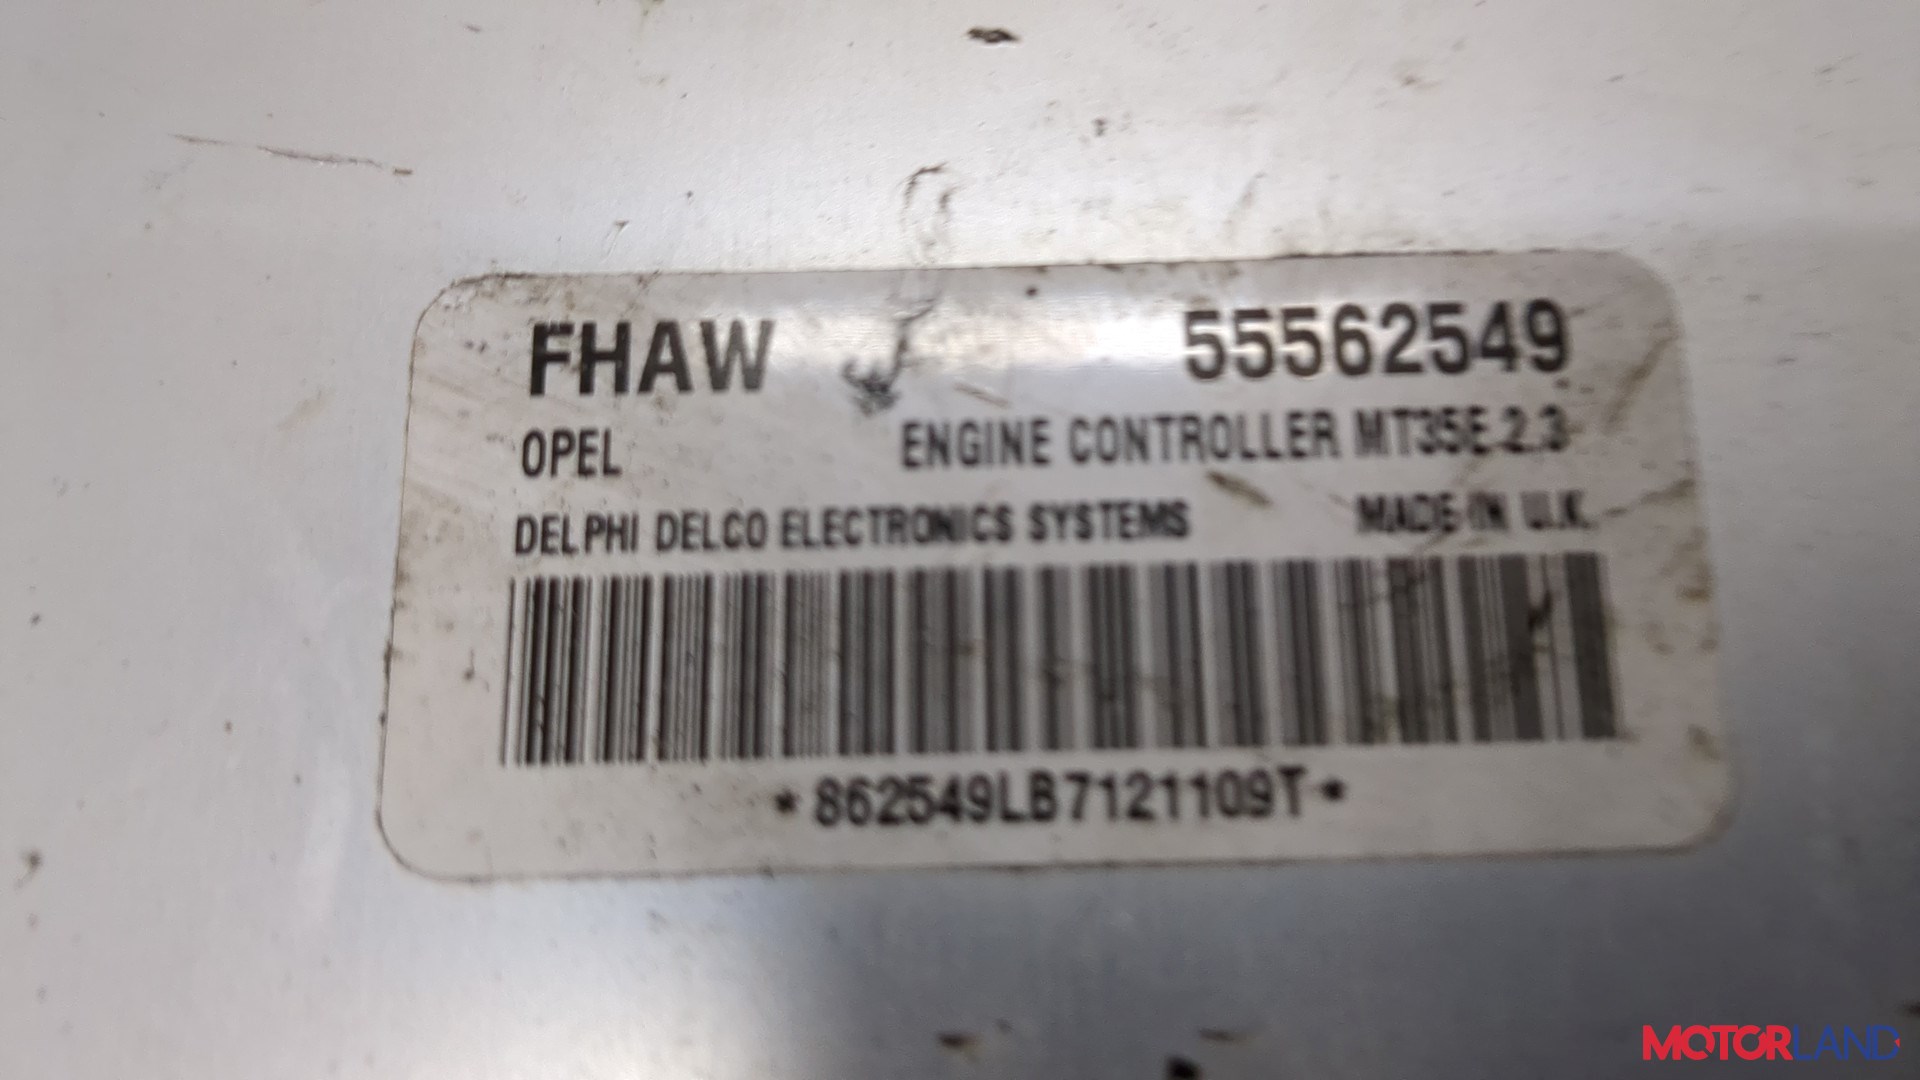 FHAW 55562549
OPEL ENGINE CONTROLLER MT35E 2.3
DELPHI DELCO ELECTRONICS SYSTEMS MADE IN U.K.
*862549LB7121109T*
MOTORLAND